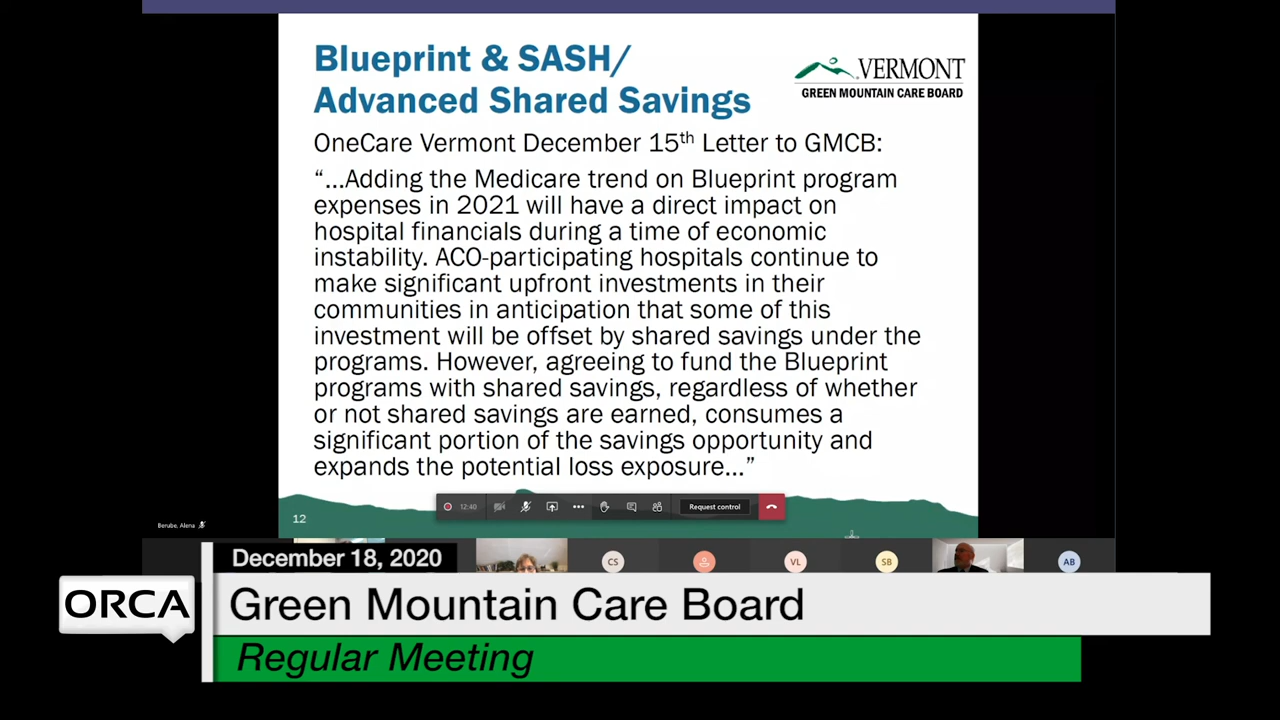 Blueprint & SASH/
Advanced Shared Savings
VERMONT
GREEN MOUNTAIN CARE BOARD
OneCare Vermont December 15th Letter to GMCB:
“...Adding the Medicare trend on Blueprint program
expenses in 2021 will have a direct impact on
hospital financials during a time of economic
instability. ACO-participating hospitals continue to
make significant upfront investments in their
communities in anticipation that some of this
investment will be offset by shared savings under the
programs. However, agreeing to fund the Blueprint
programs with shared savings, regardless of whether
or not shared savings are earned, consumes a
significant portion of the savings opportunity and
expands the potential loss exposure...”
12
12:40
Request control
Berube, Alena
CS
VL
SB
AB
December 18, 2020
ORCA
Green Mountain Care Board
Regular Meeting